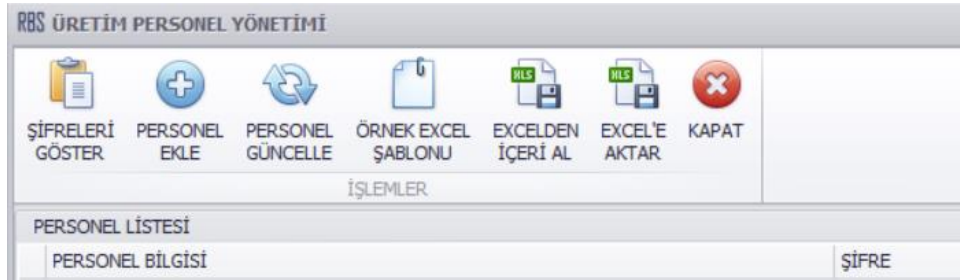 RBS ÜRETİM PERSONEL YÖNETİMİ
XLS XLS
ŞİFRELERİ PERSONEL PERSONEL ÖRNEK EXCEL EXCELDEN EXCEL'E KAPAT
GÖSTER EKLE GÜNCELLE ŞABLONU İÇERİ AL AKTAR
İŞLEMLER
PERSONEL LİSTESİ
PERSONEL BİLGİSİ ŞİFRE